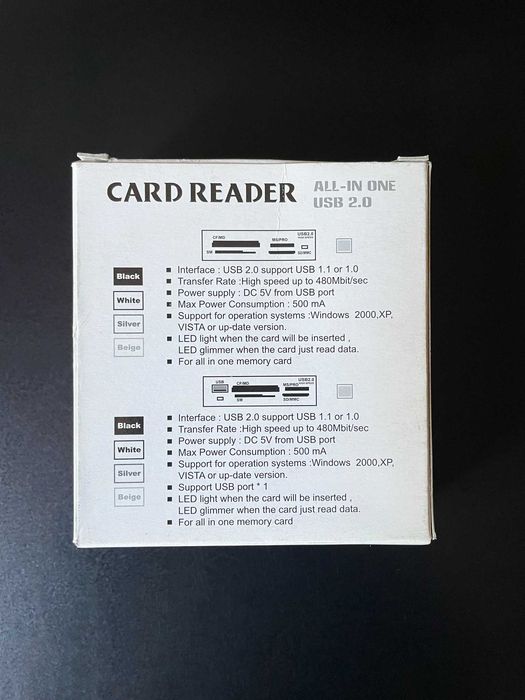 CARD READER ALL-IN ONE
USB 2.0
CF/MD MS/PRO USB2.0
SM SD/MMC
Black
White
Silver
Beige
Interface : USB 2.0 support USB 1.1 or 1.0
Transfer Rate :High speed up to 480Mbit/sec
Power supply : DC 5V from USB port
Max Power Consumption : 500 mA
Support for operation systems :Windows 2000,XP,
VISTA or up-date version.
LED light when the card will be inserted ,
LED glimmer when the card just read data.
For all in one memory card
USB CF/MD MS/PRO USB2.0
SM SD/MMC
Black
White
Silver
Beige
Interface : USB 2.0 support USB 1.1 or 1.0
Transfer Rate :High speed up to 480Mbit/sec
Power supply : DC 5V from USB port
Max Power Consumption : 500 mA
Support for operation systems :Windows 2000,XP,
VISTA or up-date version.
Support USB port * 1
LED light when the card will be inserted ,
LED glimmer when the card just read data.
For all in one memory card